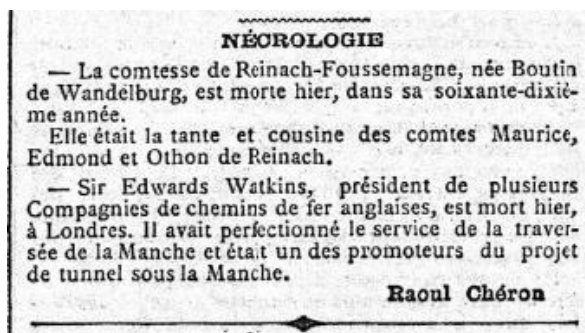 NÉCROLOGIE
— La comtesse de Reinach-Foussemagne, née Boutin
de Wandelburg, est morte hier, dans sa soixante-dixiè-
me année.
Elle était la tante et cousine des comtes Maurice,
Edmond et Othon de Reinach.
— Sir Edwards Watkins, président de plusieurs
Compagnies de chemins de fer anglaises, est mort hier,
à Londres. Il avait perfectionné le service de la traver-
sée de la Manche et était un des promoteurs du projet
de tunnel sous la Manche.
Raoul Chéron